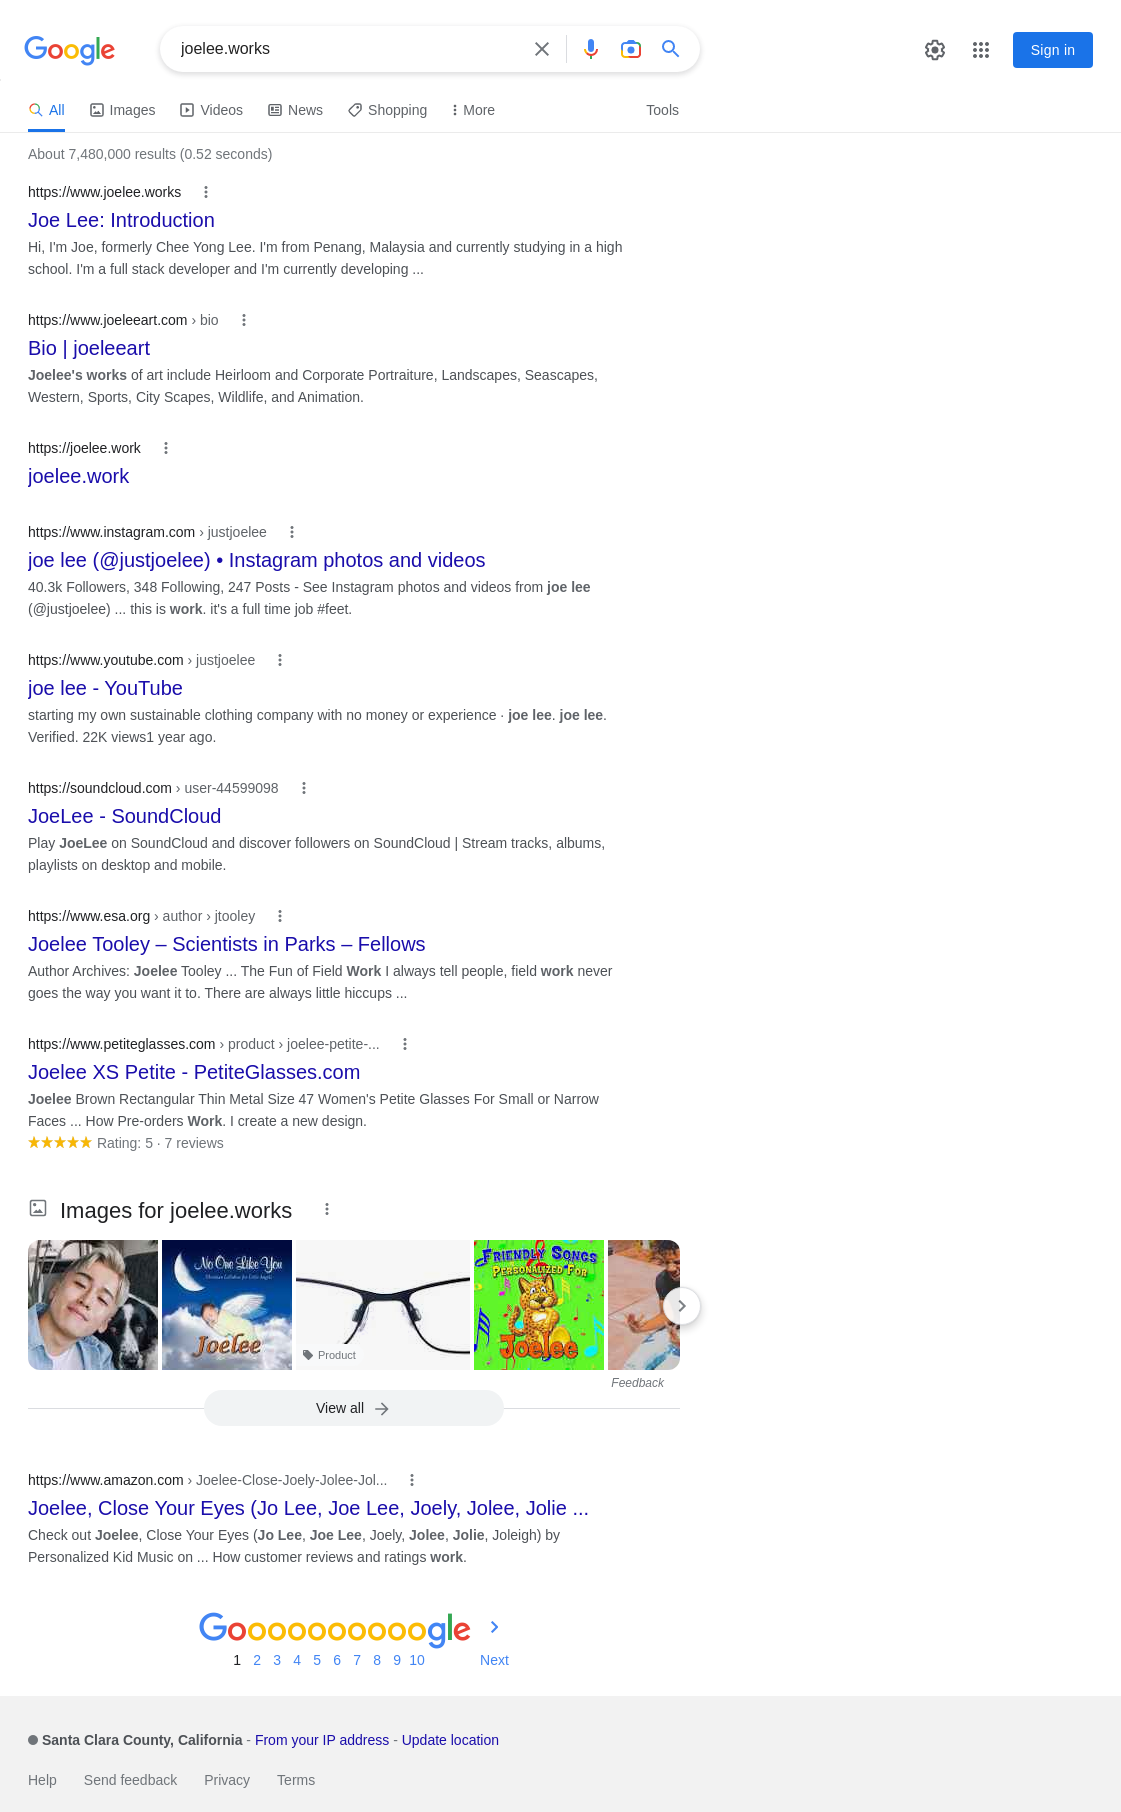 Google
joelee.works
Sign in
All Images Videos News Shopping More Tools
About 7,480,000 results (0.52 seconds)
https://www.joelee.works
Joe Lee: Introduction
Hi, I'm Joe, formerly Chee Yong Lee. I'm from Penang, Malaysia and currently studying in a high
school. I'm a full stack developer and I'm currently developing ...
https://www.joeleeart.com › bio
Bio | joeleeart
Joelee's works of art include Heirloom and Corporate Portraiture, Landscapes, Seascapes,
Western, Sports, City Scapes, Wildlife, and Animation.
https://joelee.work
joelee.work
https://www.instagram.com › justjoelee
joe lee (@justjoelee) • Instagram photos and videos
40.3k Followers, 348 Following, 247 Posts - See Instagram photos and videos from joe lee
(@justjoelee) ... this is work. it's a full time job #feet.
https://www.youtube.com › justjoelee
joe lee - YouTube
starting my own sustainable clothing company with no money or experience · joe lee. joe lee.
Verified. 22K views1 year ago.
https://soundcloud.com › user-44599098
JoeLee - SoundCloud
Play JoeLee on SoundCloud and discover followers on SoundCloud | Stream tracks, albums,
playlists on desktop and mobile.
https://www.esa.org › author › jtooley
Joelee Tooley – Scientists in Parks – Fellows
Author Archives: Joelee Tooley ... The Fun of Field Work I always tell people, field work never
goes the way you want it to. There are always little hiccups ...
https://www.petiteglasses.com › product › joelee-petite-...
Joelee XS Petite - PetiteGlasses.com
Joelee Brown Rectangular Thin Metal Size 47 Women's Petite Glasses For Small or Narrow
Faces ... How Pre-orders Work. I create a new design.
Rating: 5 · 7 reviews
Images for joelee.works
No One Like You
Joelee
Product
FRIENDLY SONGS
PERSONALIZED FOR
Joelee
Feedback
View all
https://www.amazon.com › Joelee-Close-Joely-Jolee-Jol...
Joelee, Close Your Eyes (Jo Lee, Joe Lee, Joely, Jolee, Jolie ...
Check out Joelee, Close Your Eyes (Jo Lee, Joe Lee, Joely, Jolee, Jolie, Joleigh) by
Personalized Kid Music on ... How customer reviews and ratings work.
Goooooooooogle
1 2 3 4 5 6 7 8 9 10 Next
Santa Clara County, California - From your IP address - Update location
Help Send feedback Privacy Terms